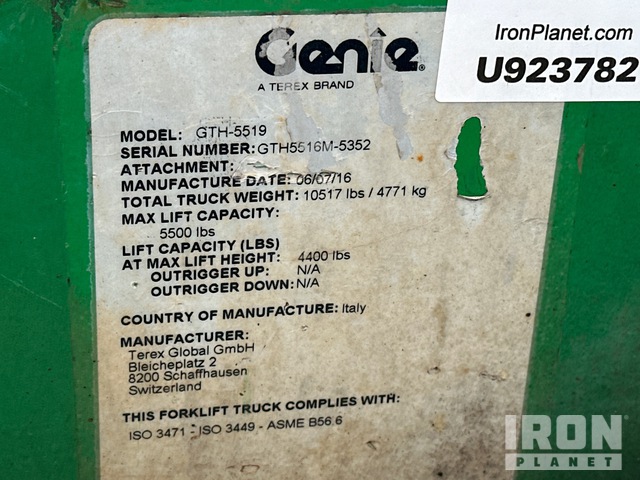 IronPlanet.com
U923782
Genie®
A TEREX BRAND
MODEL: GTH-5519
SERIAL NUMBER: GTH5516M-5352
ATTACHMENT:
MANUFACTURE DATE: 06/07/16
TOTAL TRUCK WEIGHT: 10517 lbs / 4771 kg
MAX LIFT CAPACITY:
5500 lbs
LIFT CAPACITY (LBS)
AT MAX LIFT HEIGHT: 4400 lbs
OUTRIGGER UP: N/A
OUTRIGGER DOWN: N/A
COUNTRY OF MANUFACTURE: Italy
MANUFACTURER:
Terex Global GmbH
Bleicheplatz 2
8200 Schaffhausen
Switzerland
THIS FORKLIFT TRUCK COMPLIES WITH:
ISO 3471 - ISO 3449 - ASME B56.6
IRON
PLANET